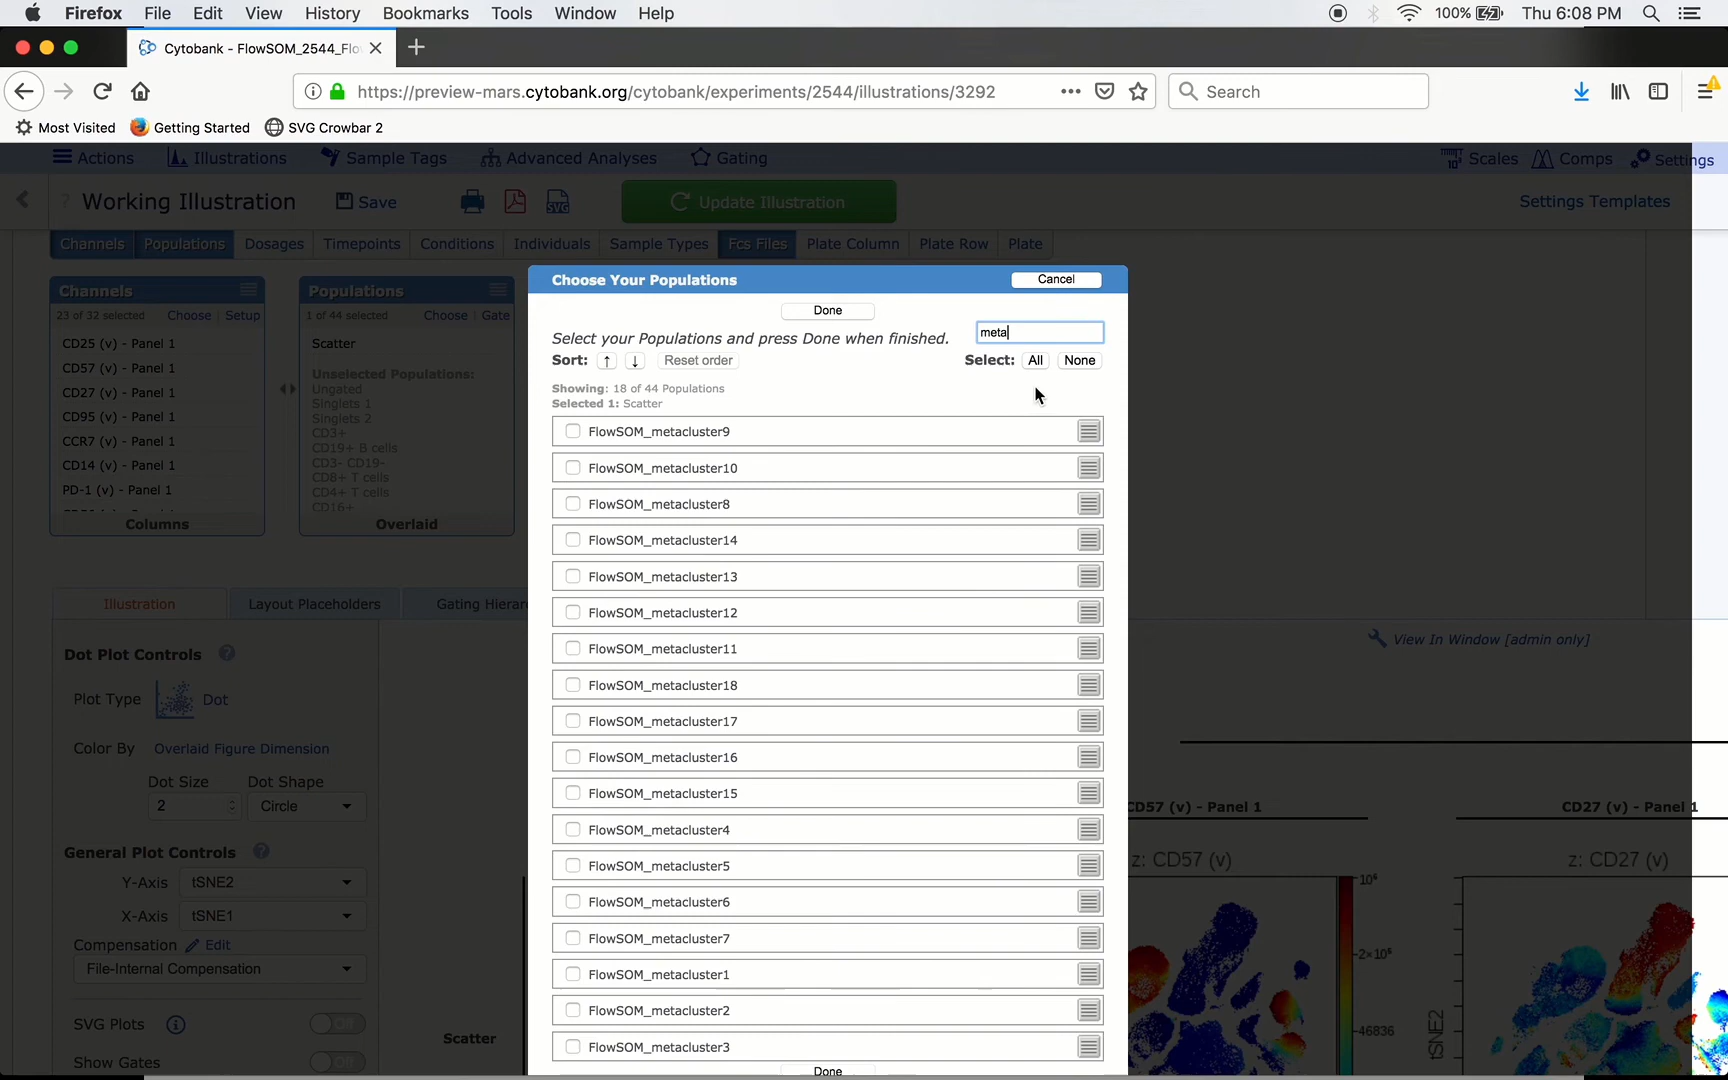 Firefox File Edit View History Bookmarks Tools Window Help 100% Thu 6:08 PM
Cytobank - FlowSOM_2544_Flo
https://preview-mars.cytobank.org/cytobank/experiments/2544/illustrations/3292 Search
Most Visited Getting Started SVG Crowbar 2
Actions Illustrations Sample Tags Advanced Analyses Gating Scales Comps Settings
? Working Illustration Save SVG Update Illustration Settings Templates
Channels Populations Dosages Timepoints Conditions Individuals Sample Types Fcs Files Plate Column Plate Row Plate
Channels
23 of 32 selected Choose Setup
CD25 (v) - Panel 1
CD57 (v) - Panel 1
CD27 (v) - Panel 1
CD95 (v) - Panel 1
CCR7 (v) - Panel 1
CD14 (v) - Panel 1
PD-1 (v) - Panel 1
Columns
Populations
1 of 44 selected Choose Gate
Scatter
Unselected Populations:
Ungated
Singlets 1
Singlets 2
CD3+
CD19+ B cells
CD3- CD19-
CD8+ T cells
CD4+ T cells
CD16+
Overlaid
Choose Your Populations Cancel
Done
Select your Populations and press Done when finished. meta
Sort: ↑ ↓ Reset order Select: All None
Showing: 18 of 44 Populations
Selected 1: Scatter
FlowSOM_metacluster9
FlowSOM_metacluster10
FlowSOM_metacluster8
FlowSOM_metacluster14
FlowSOM_metacluster13
FlowSOM_metacluster12
FlowSOM_metacluster11
FlowSOM_metacluster18
FlowSOM_metacluster17
FlowSOM_metacluster16
FlowSOM_metacluster15
FlowSOM_metacluster4
FlowSOM_metacluster5
FlowSOM_metacluster6
FlowSOM_metacluster7
FlowSOM_metacluster1
FlowSOM_metacluster2
FlowSOM_metacluster3
Done
Illustration Layout Placeholders Gating Hierar
Dot Plot Controls ?
Plot Type Dot
Color By Overlaid Figure Dimension
Dot Size Dot Shape
2 Circle
General Plot Controls ?
Y-Axis tSNE2
X-Axis tSNE1
Compensation Edit
File-Internal Compensation
SVG Plots Off
Show Gates Off
View In Window [admin only]
CD57 (v) - Panel 1 CD27 (v) - Panel 1
z: CD57 (v) z: CD27 (v)
10⁶
2×10⁵
46836
tSNE2
Scatter